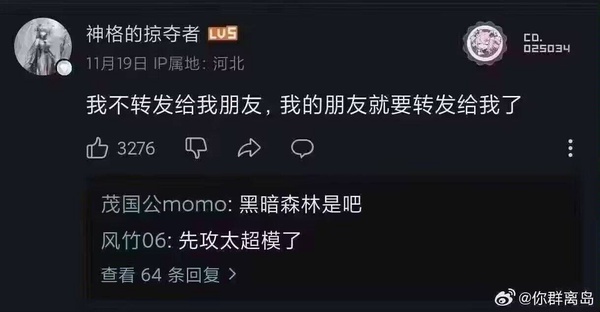 神格的掠夺者 LV5
CO.
025034
11月19日 IP属地：河北
我不转发给我朋友，我的朋友就要转发给我了
3276
茂国公momo: 黑暗森林是吧
风竹06: 先攻太超模了
查看 64 条回复 >
@你群离岛